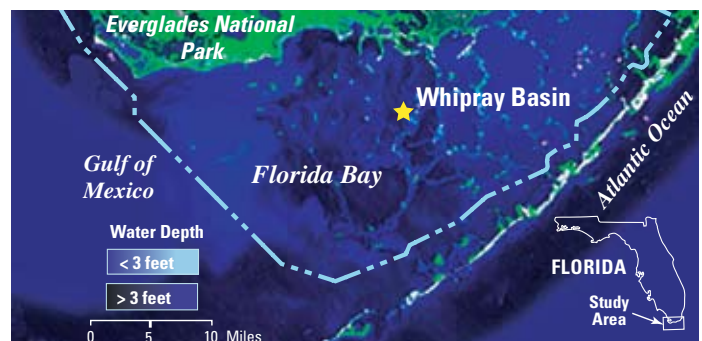 Everglades National
Park
Whipray Basin
Gulf of
Mexico
Florida Bay
Atlantic Ocean
Water Depth
< 3 feet
> 3 feet
0 5 10 Miles
FLORIDA
Study
Area